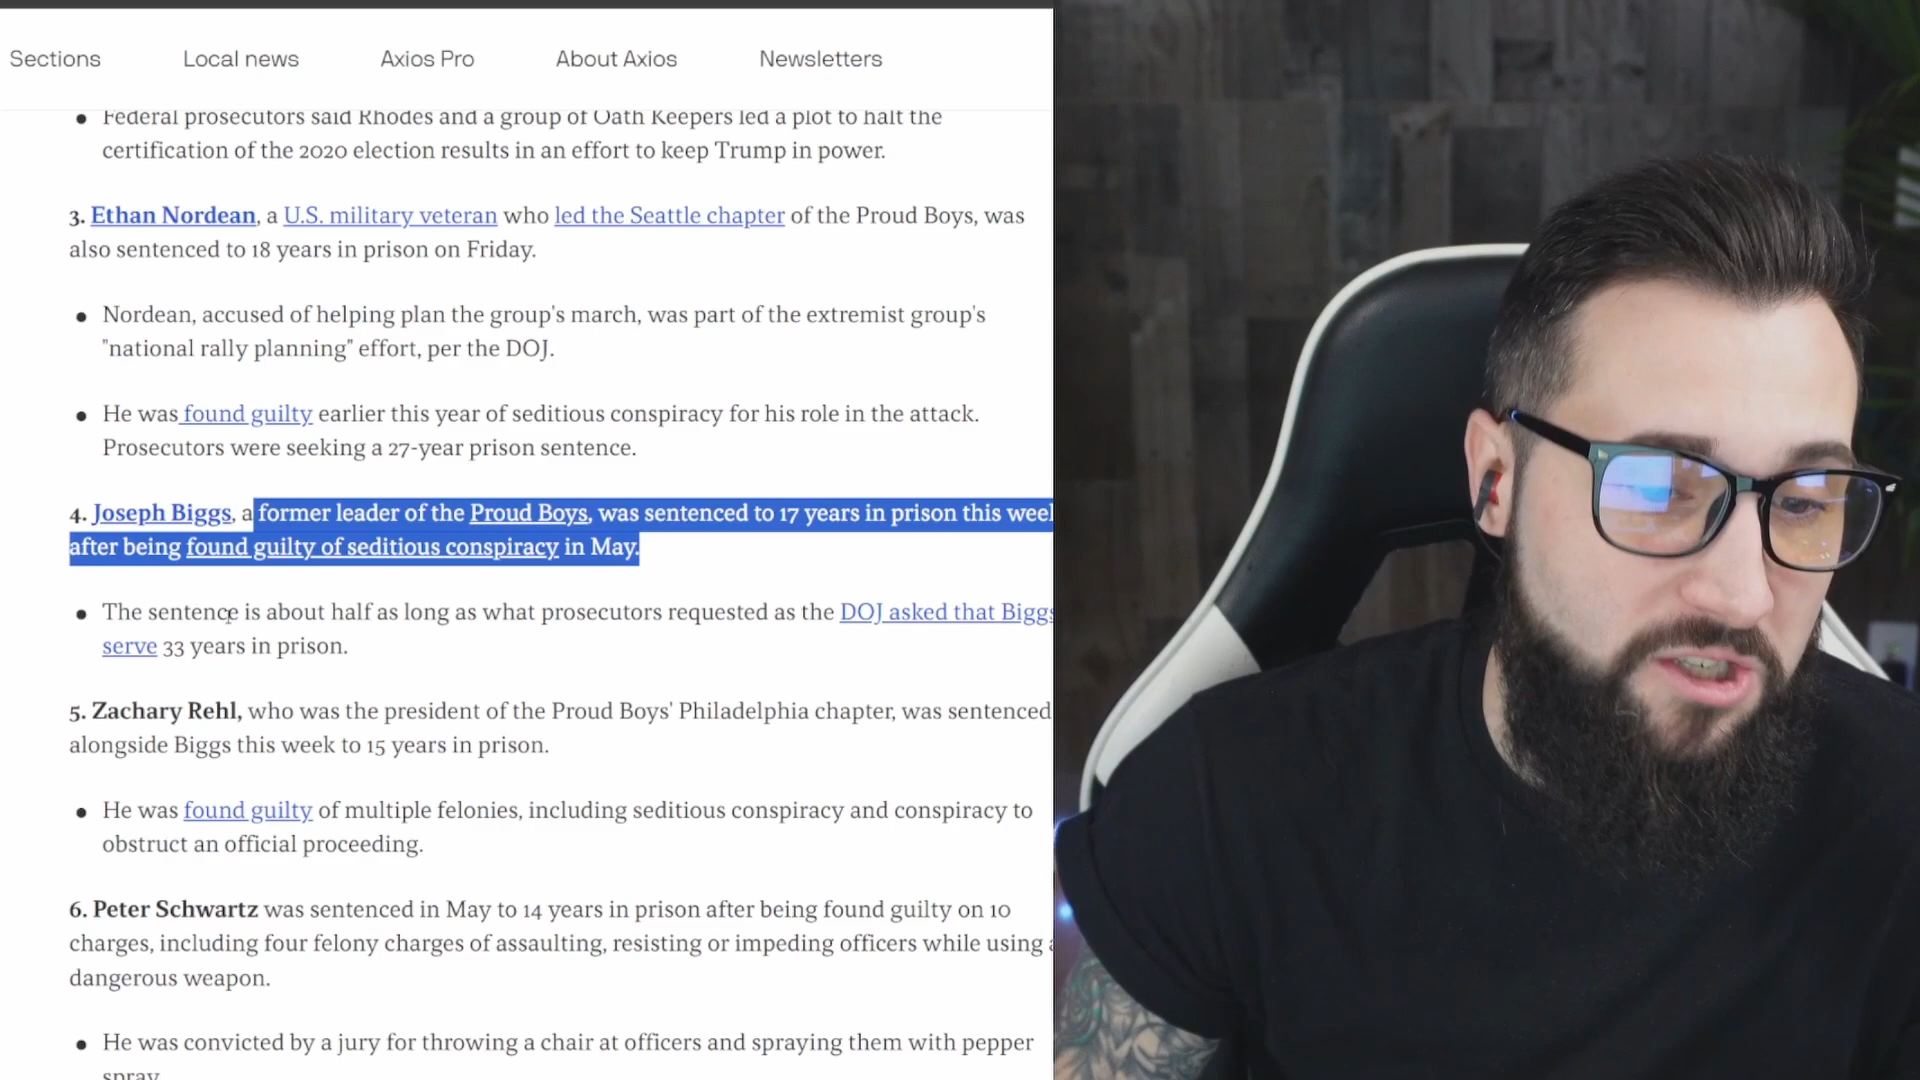 Sections Local news Axios Pro About Axios Newsletters
Federal prosecutors said Rhodes and a group of Oath Keepers led a plot to halt the
certification of the 2020 election results in an effort to keep Trump in power.
3. Ethan Nordean, a U.S. military veteran who led the Seattle chapter of the Proud Boys, was
also sentenced to 18 years in prison on Friday.
• Nordean, accused of helping plan the group's march, was part of the extremist group's
"national rally planning" effort, per the DOJ.
• He was found guilty earlier this year of seditious conspiracy for his role in the attack.
Prosecutors were seeking a 27-year prison sentence.
4. Joseph Biggs, a former leader of the Proud Boys, was sentenced to 17 years in prison this week
after being found guilty of seditious conspiracy in May.
• The sentence is about half as long as what prosecutors requested as the DOJ asked that Biggs
serve 33 years in prison.
5. Zachary Rehl, who was the president of the Proud Boys' Philadelphia chapter, was sentenced
alongside Biggs this week to 15 years in prison.
• He was found guilty of multiple felonies, including seditious conspiracy and conspiracy to
obstruct an official proceeding.
6. Peter Schwartz was sentenced in May to 14 years in prison after being found guilty on 10
charges, including four felony charges of assaulting, resisting or impeding officers while using a
dangerous weapon.
• He was convicted by a jury for throwing a chair at officers and spraying them with pepper
spray.